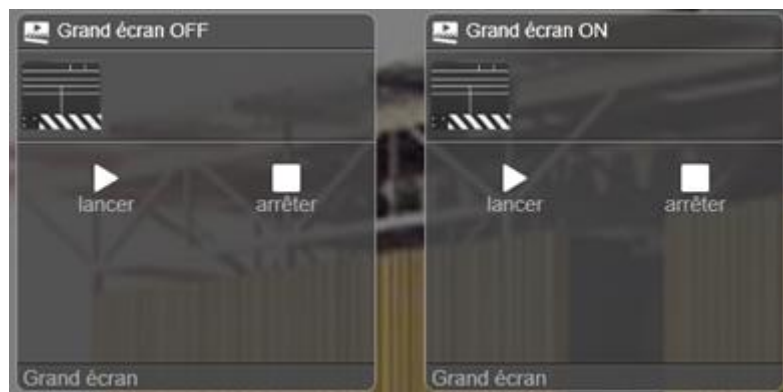 Grand écran OFF
lancer
arrêter
Grand écran
Grand écran ON
lancer
arrêter
Grand écran